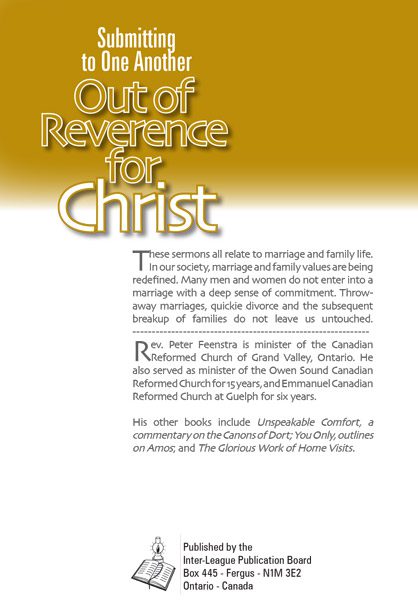 Submitting
to One Another
Out of
Reverence
for
Christ
These sermons all relate to marriage and family life.
In our society, marriage and family values are being
redefined. Many men and women do not enter into a
marriage with a deep sense of commitment. Throw-
away marriages, quickie divorce and the subsequent
breakup of families do not leave us untouched.
Rev. Peter Feenstra is minister of the Canadian
Reformed Church of Grand Valley, Ontario. He
also served as minister of the Owen Sound Canadian
Reformed Church for 15 years, and Emmanuel Canadian
Reformed Church at Guelph for six years.
His other books include Unspeakable Comfort, a
commentary on the Canons of Dort; You Only, outlines
on Amos; and The Glorious Work of Home Visits.
Published by the
Inter-League Publication Board
Box 445 - Fergus - N1M 3E2
Ontario - Canada